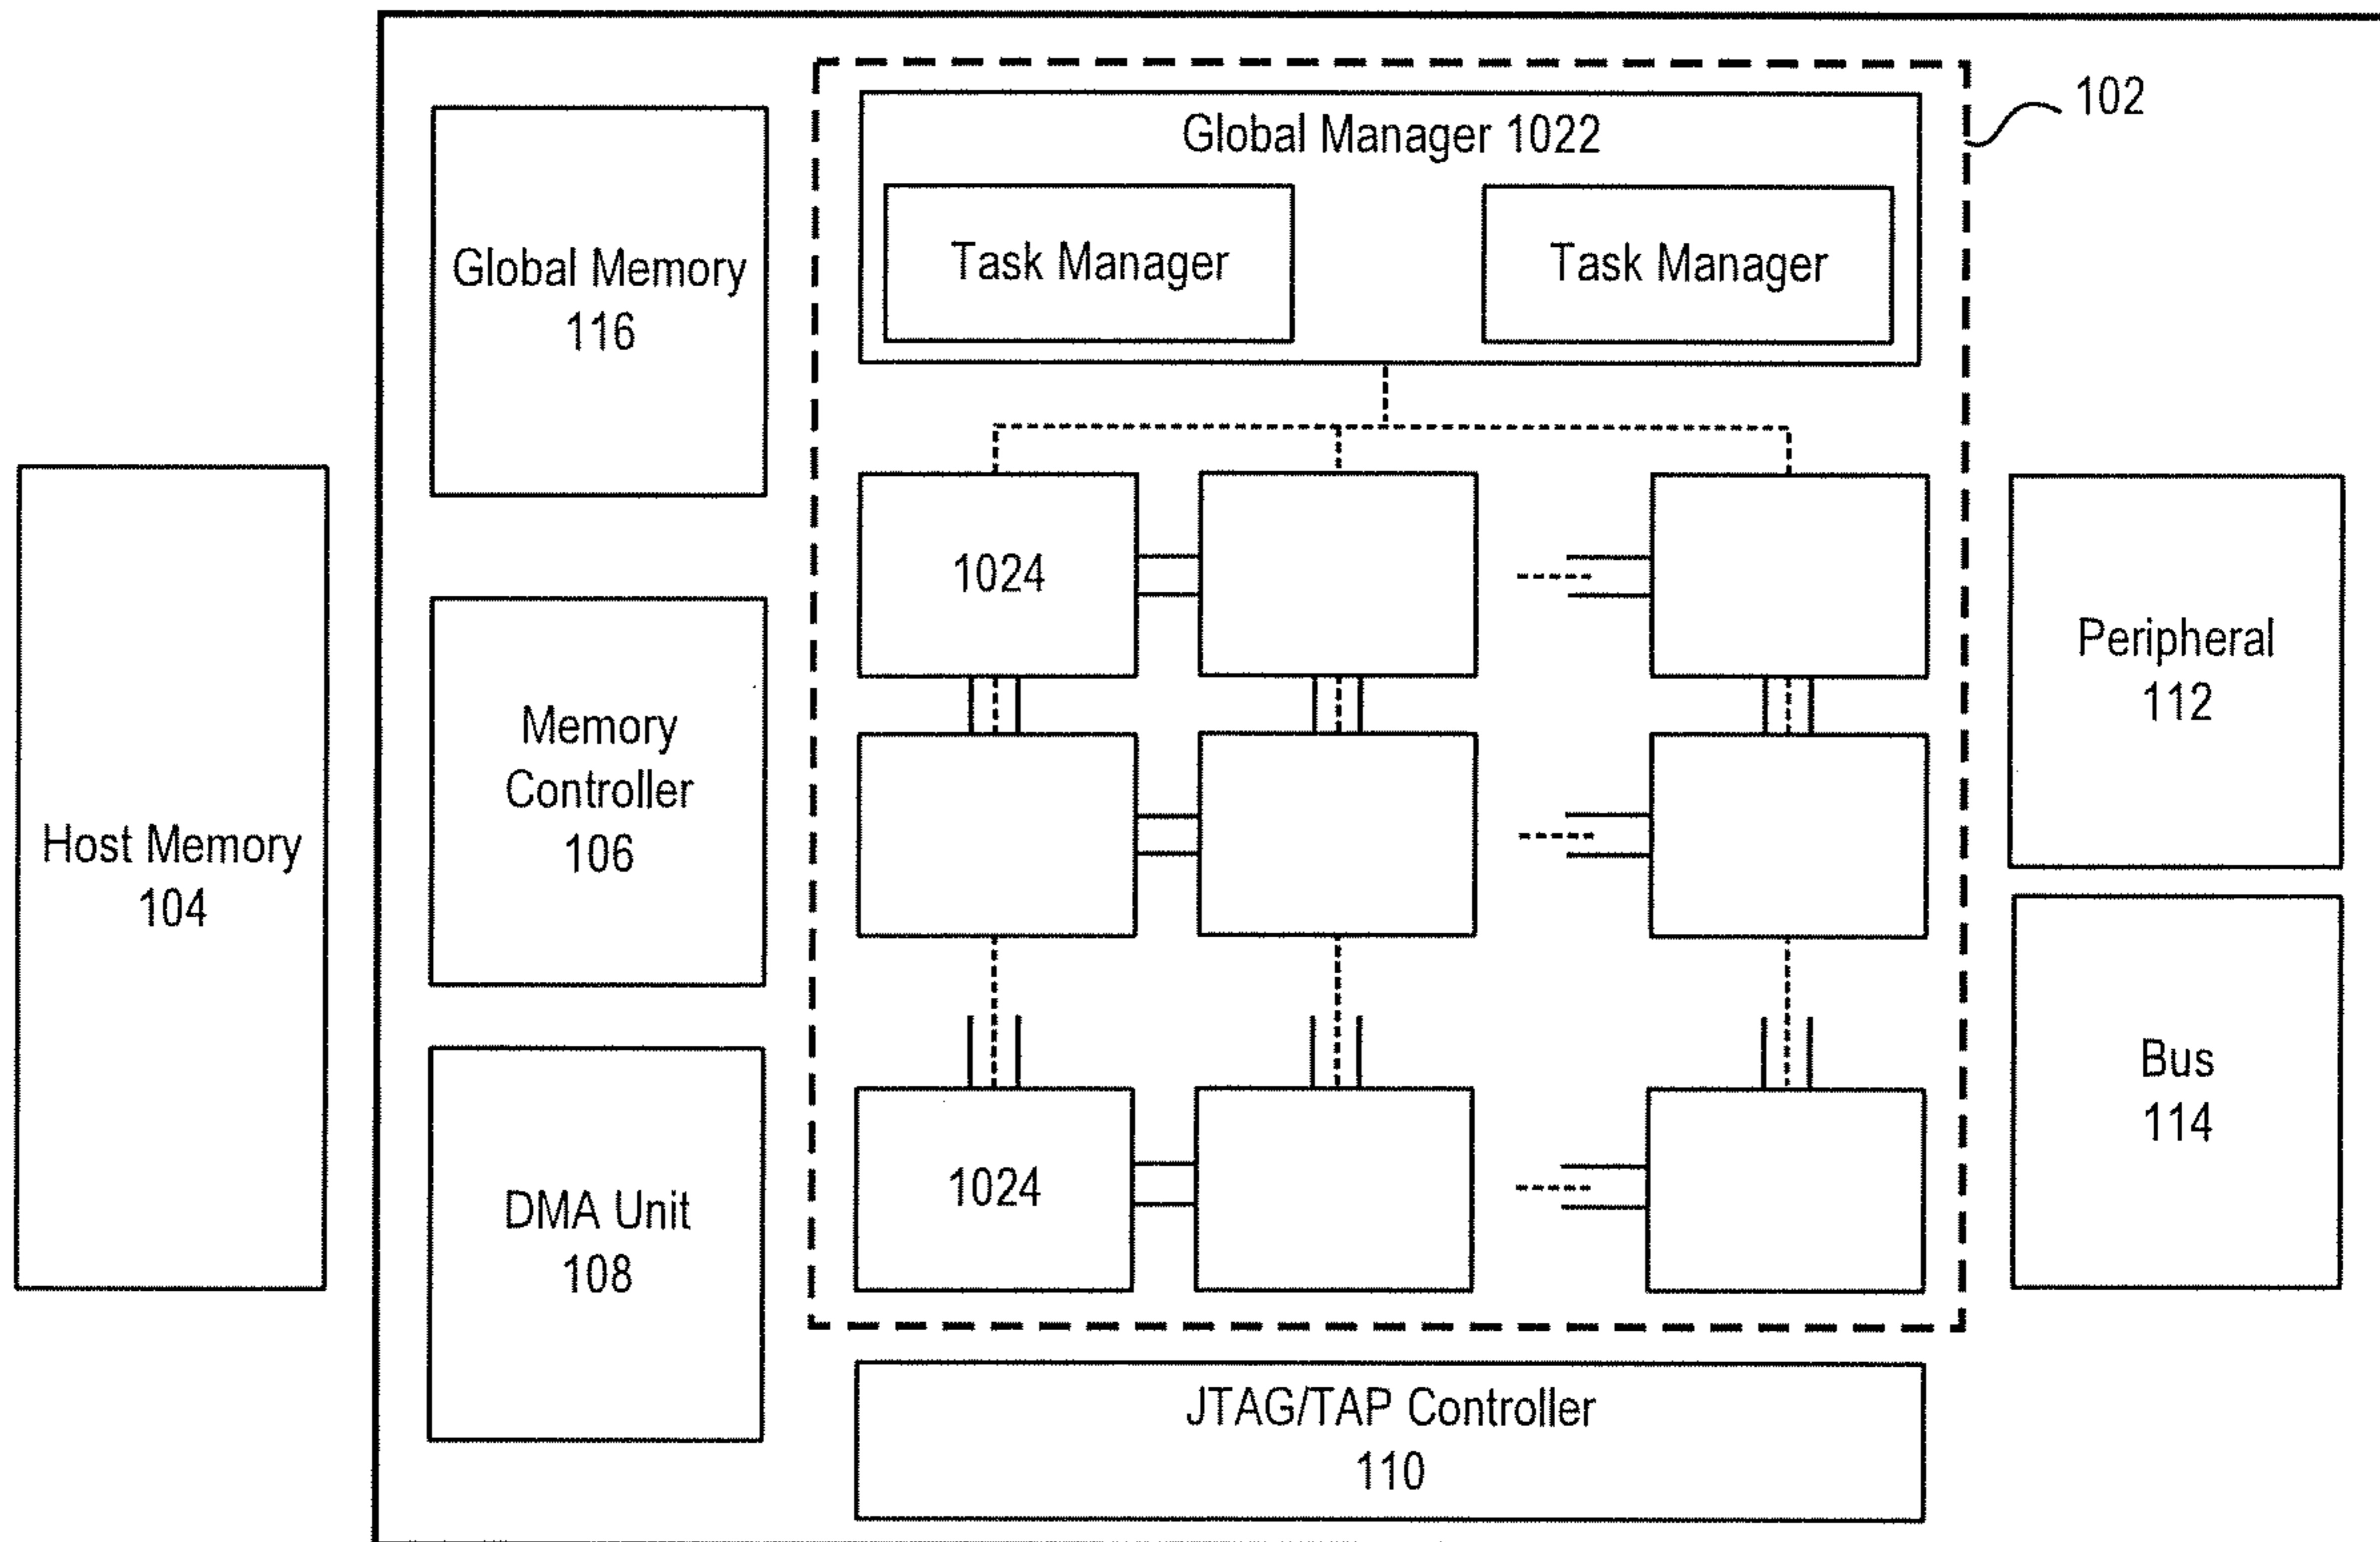 102
Global Manager 1022
Task Manager
Task Manager
Global Memory
116
1024
Peripheral
112
Memory
Controller
106
Host Memory
104
Bus
114
1024
DMA Unit
108
JTAG/TAP Controller
110